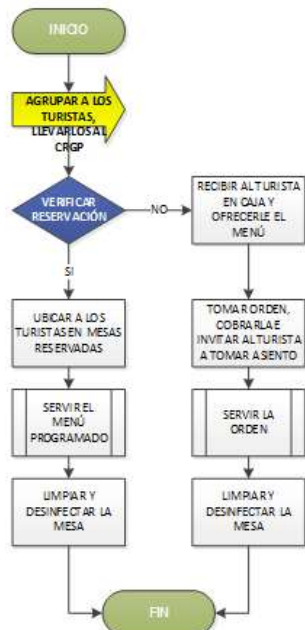 INICIO
AGRUPAR A LOS
TURISTAS,
LLEVARLOS AL
CRGP
VERIFICAR
RESERVACIÓN
NO
RECIBIR AL TURISTA
EN CAJA Y
OFRECERLE EL
MENÚ
SI
UBICAR A LOS
TURISTAS EN MESAS
RESERVADAS
TOMAR ORDEN,
COBRARLA E
INVITAR AL TURISTA
A TOMAR ASIENTO
SERVIR EL
MENÚ
PROGRAMADO
SERVIR LA
ORDEN
LIMPIAR Y
DESINFECTAR LA
MESA
LIMPIAR Y
DESINFECTAR LA
MESA
FIN